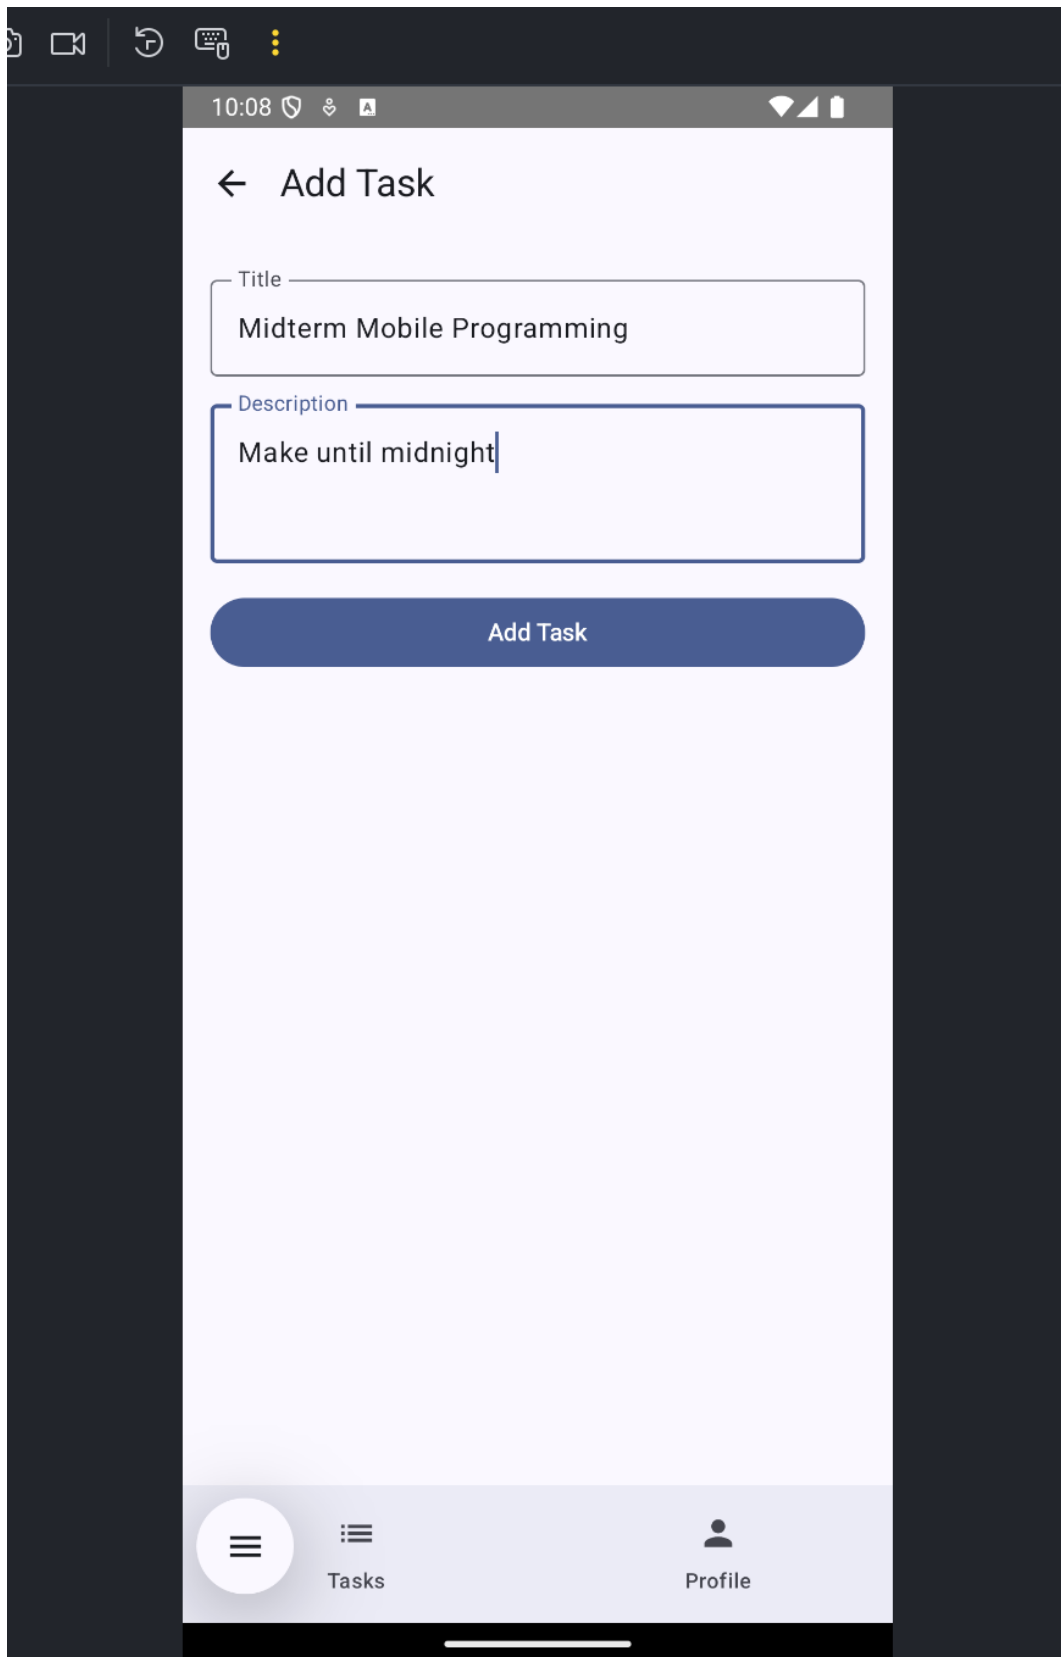 10:08
Add Task
Title
Midterm Mobile Programming
Description
Make until midnight
Add Task
Tasks
Profile